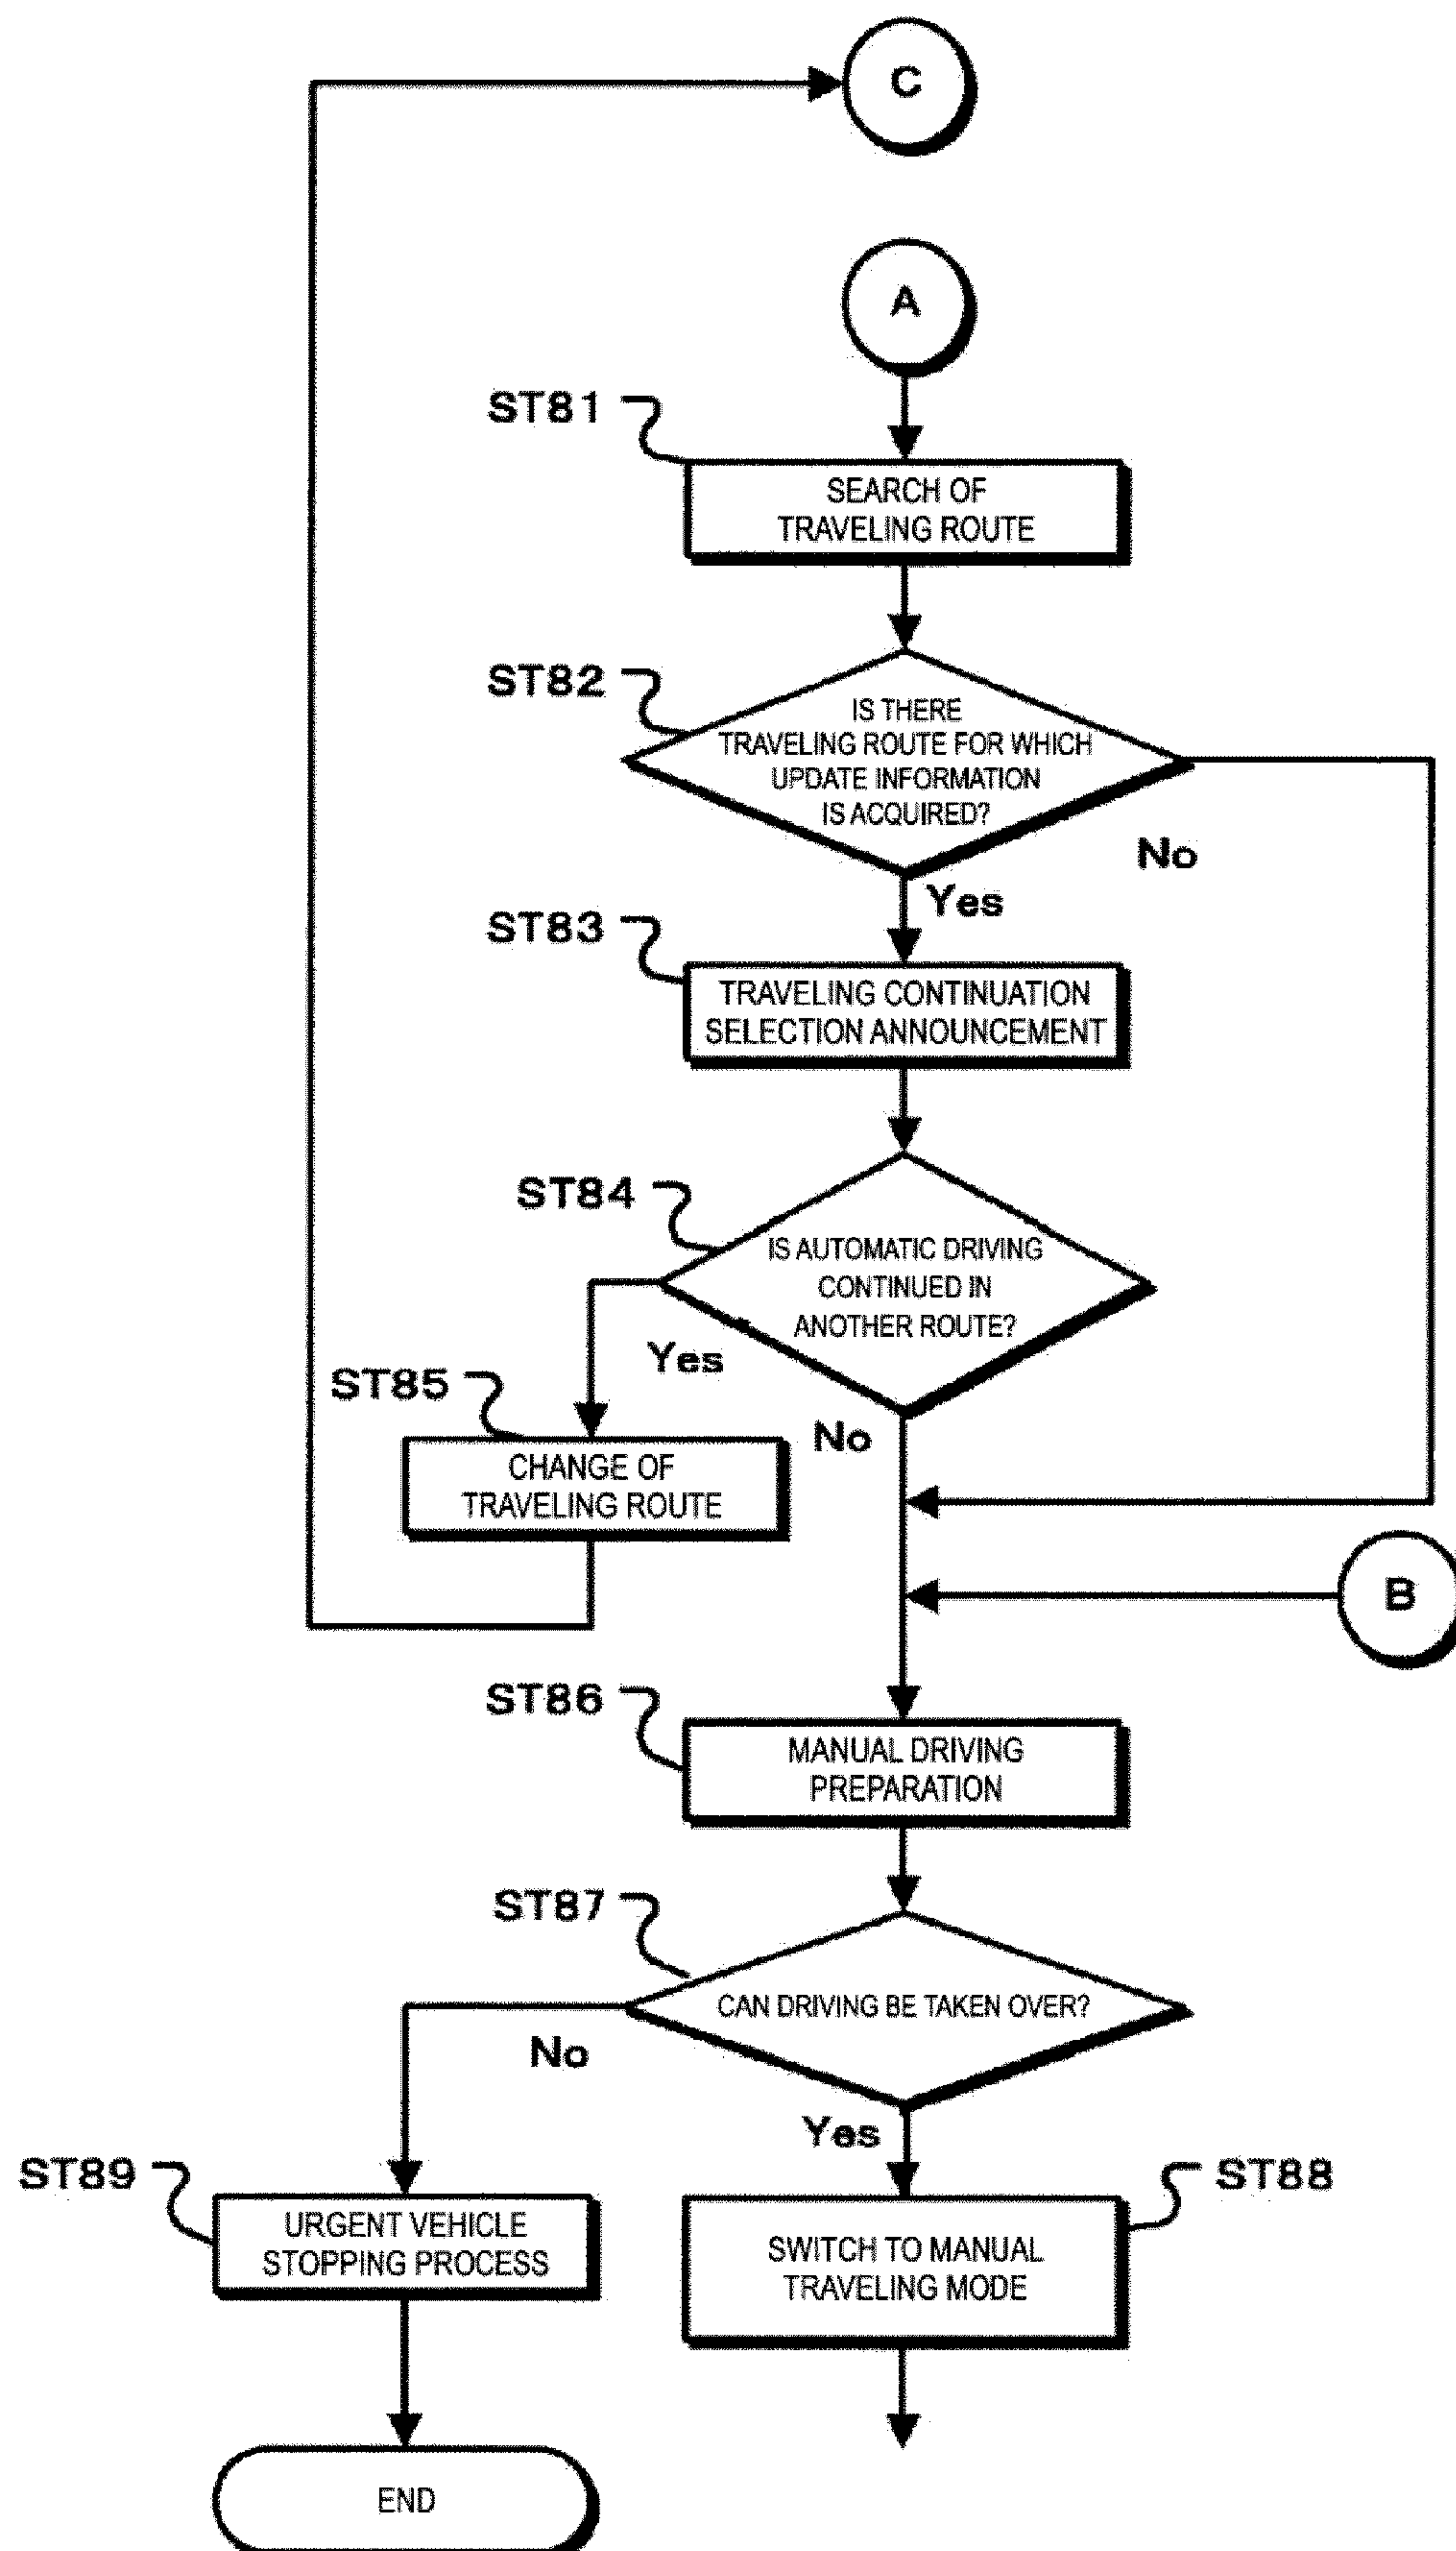 C
A
ST81
SEARCH OF
TRAVELING ROUTE
ST82
IS THERE
TRAVELING ROUTE FOR WHICH
UPDATE INFORMATION
IS ACQUIRED?
No
Yes
ST83
TRAVELING CONTINUATION
SELECTION ANNOUNCEMENT
ST84
IS AUTOMATIC DRIVING
CONTINUED IN
ANOTHER ROUTE?
Yes
No
ST85
CHANGE OF
TRAVELING ROUTE
B
ST86
MANUAL DRIVING
PREPARATION
ST87
CAN DRIVING BE TAKEN OVER?
No
Yes
ST89
URGENT VEHICLE
STOPPING PROCESS
ST88
SWITCH TO MANUAL
TRAVELING MODE
END